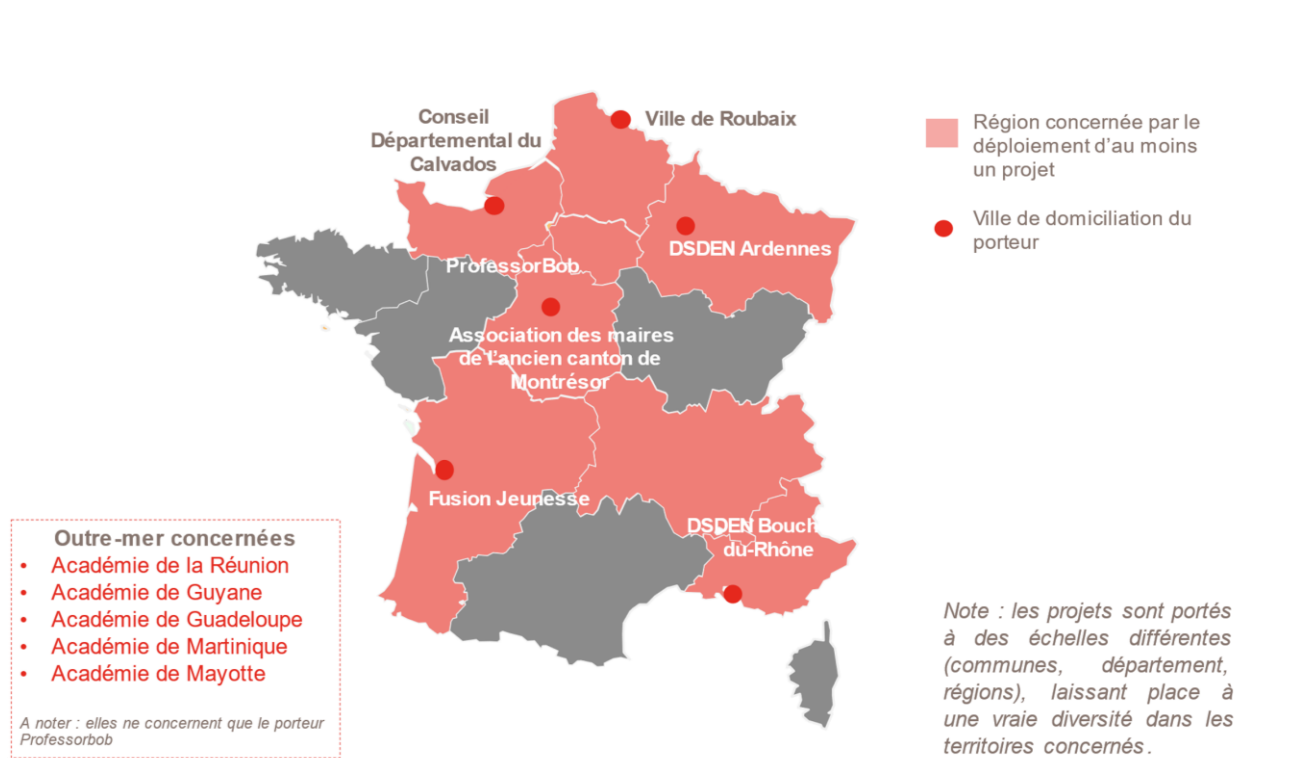 Conseil
Départemental du
Calvados
Ville de Roubaix
DSDEN Ardennes
ProfessorBob
Association des maires
de l'ancien canton de
Montrésor
Fusion Jeunesse
DSDEN Bouch
du-Rhône
Région concernée par le
déploiement d'au moins
un projet
Ville de domiciliation du
porteur
Outre-mer concernées
• Académie de la Réunion
• Académie de Guyane
• Académie de Guadeloupe
• Académie de Martinique
• Académie de Mayotte
A noter : elles ne concernent que le porteur
Professorbob
Note : les projets sont portés
à des échelles différentes
(communes, département,
régions), laissant place à
une vraie diversité dans les
territoires concernés.